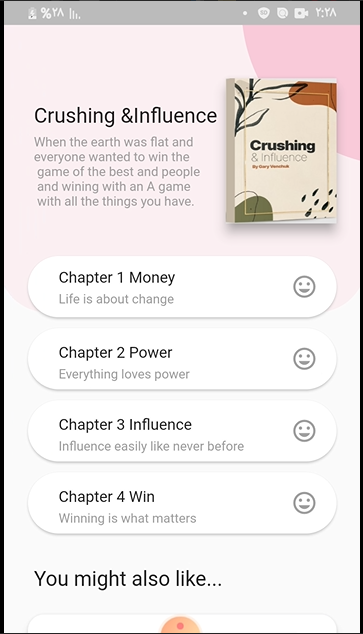 %٢٨ ٢:٢٨
Crushing &Influence
When the earth was flat and
everyone wanted to win the
game of the best and people
and wining with an A game
with all the things you have.
Crushing
& Influence
By Gary Venchuk
Chapter 1 Money
Life is about change
Chapter 2 Power
Everything loves power
Chapter 3 Influence
Influence easily like never before
Chapter 4 Win
Winning is what matters
You might also like...